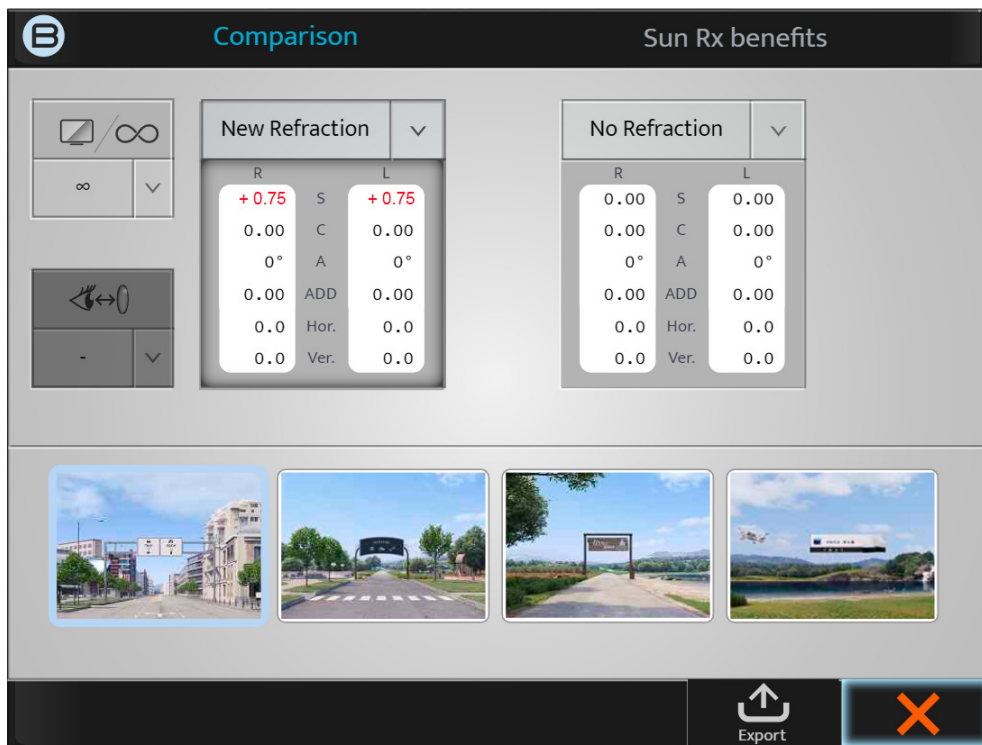 B Comparison Sun Rx benefits
/∞ New Refraction No Refraction
∞
R L R L
+ 0.75 S + 0.75 0.00 S 0.00
0.00 C 0.00 0.00 C 0.00
0° A 0° 0° A 0°
0.00 ADD 0.00 0.00 ADD 0.00
0.0 Hor. 0.0 0.0 Hor. 0.0
- 0.0 Ver. 0.0 0.0 Ver. 0.0
Export